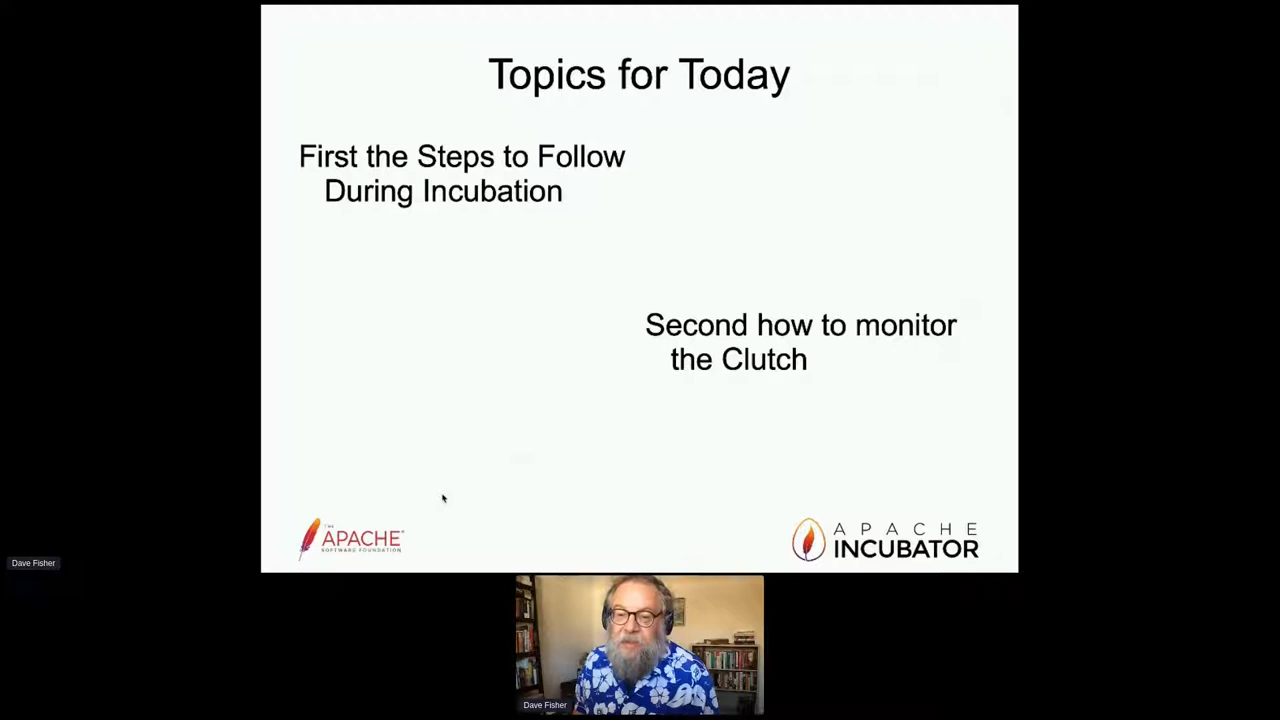 Topics for Today
First the Steps to Follow
During Incubation
Second how to monitor
the Clutch
THE
APACHE
SOFTWARE FOUNDATION
APACHE
INCUBATOR
Dave Fisher
Dave Fisher